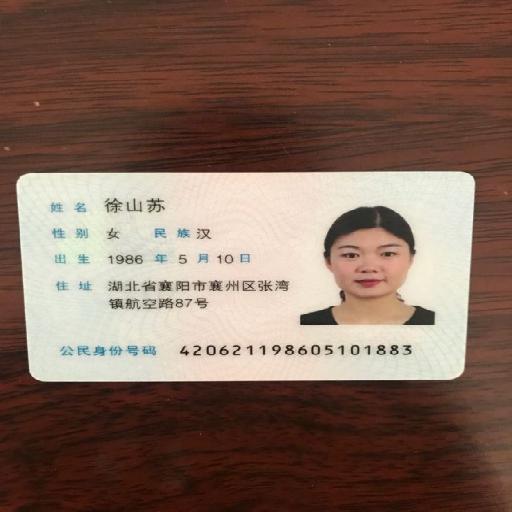 姓名 徐山苏
性别 女 民族 汉
出生 1986 年 5 月 10 日
住址 湖北省襄阳市襄州区张湾
镇航空路87号
公民身份号码 420621198605101883